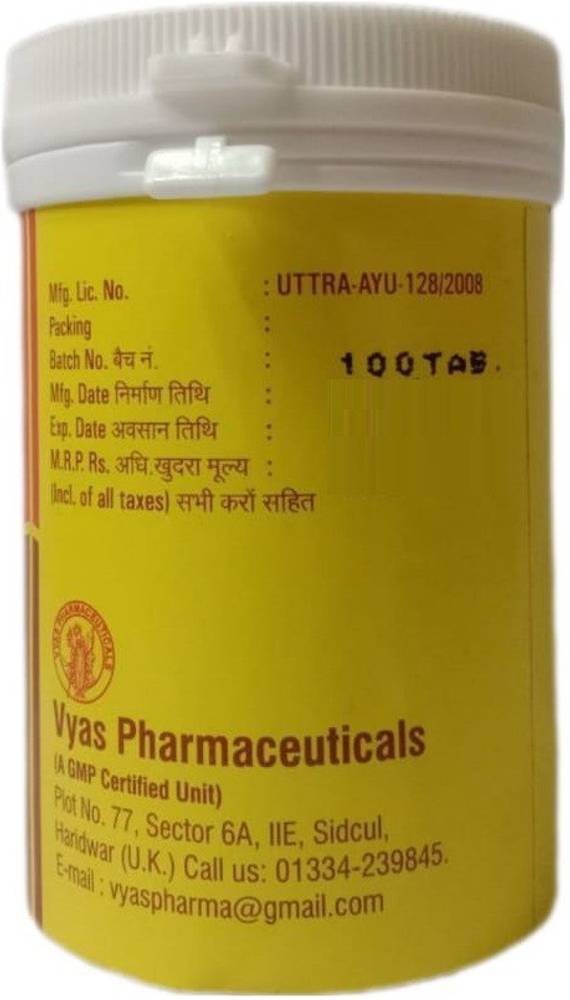 Mfg. Lic. No. : UTTRA-AYU-128/2008
Packing :
Batch No. बैच नं. : 100TAB.
Mfg. Date निर्माण तिथि :
Exp. Date अवसान तिथि :
M.R.P. Rs. अधि.खुदरा मूल्य :
(Incl. of all taxes) सभी करों सहित
VYAS PHARMACEUTICALS
Vyas Pharmaceuticals
(A GMP Certified Unit)
Plot No. 77, Sector 6A, IIE, Sidcul,
Haridwar (U.K.) Call us: 01334-239845.
E-mail : vyaspharma@gmail.com